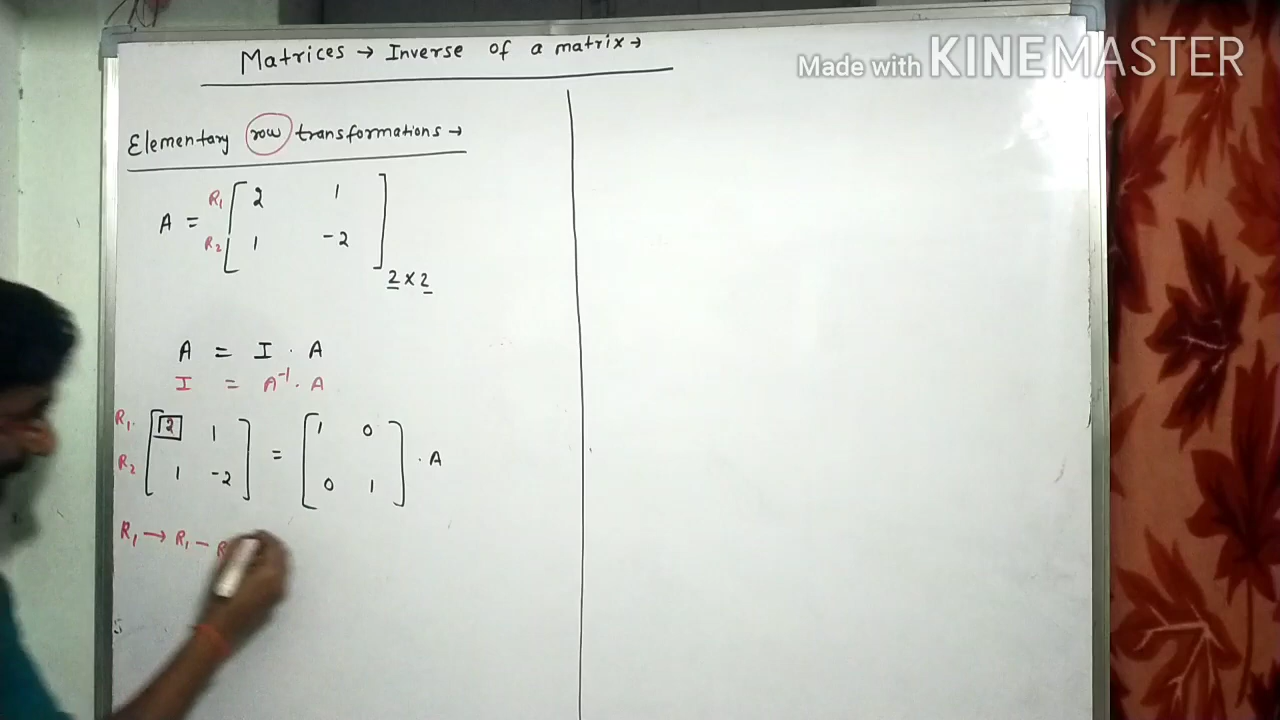 Matrices → Inverse of a matrix →
Made with KINEMASTER
Elementary row transformations →
A = R₁ R₂ [ 2 1
1 -2 ] 2 × 2
A = I . A
I = A⁻¹ . A
R₁ [ 2 1 = [ 1 0
R₂ 1 -2 ] 0 1 ] . A
R₁ → R₁ -